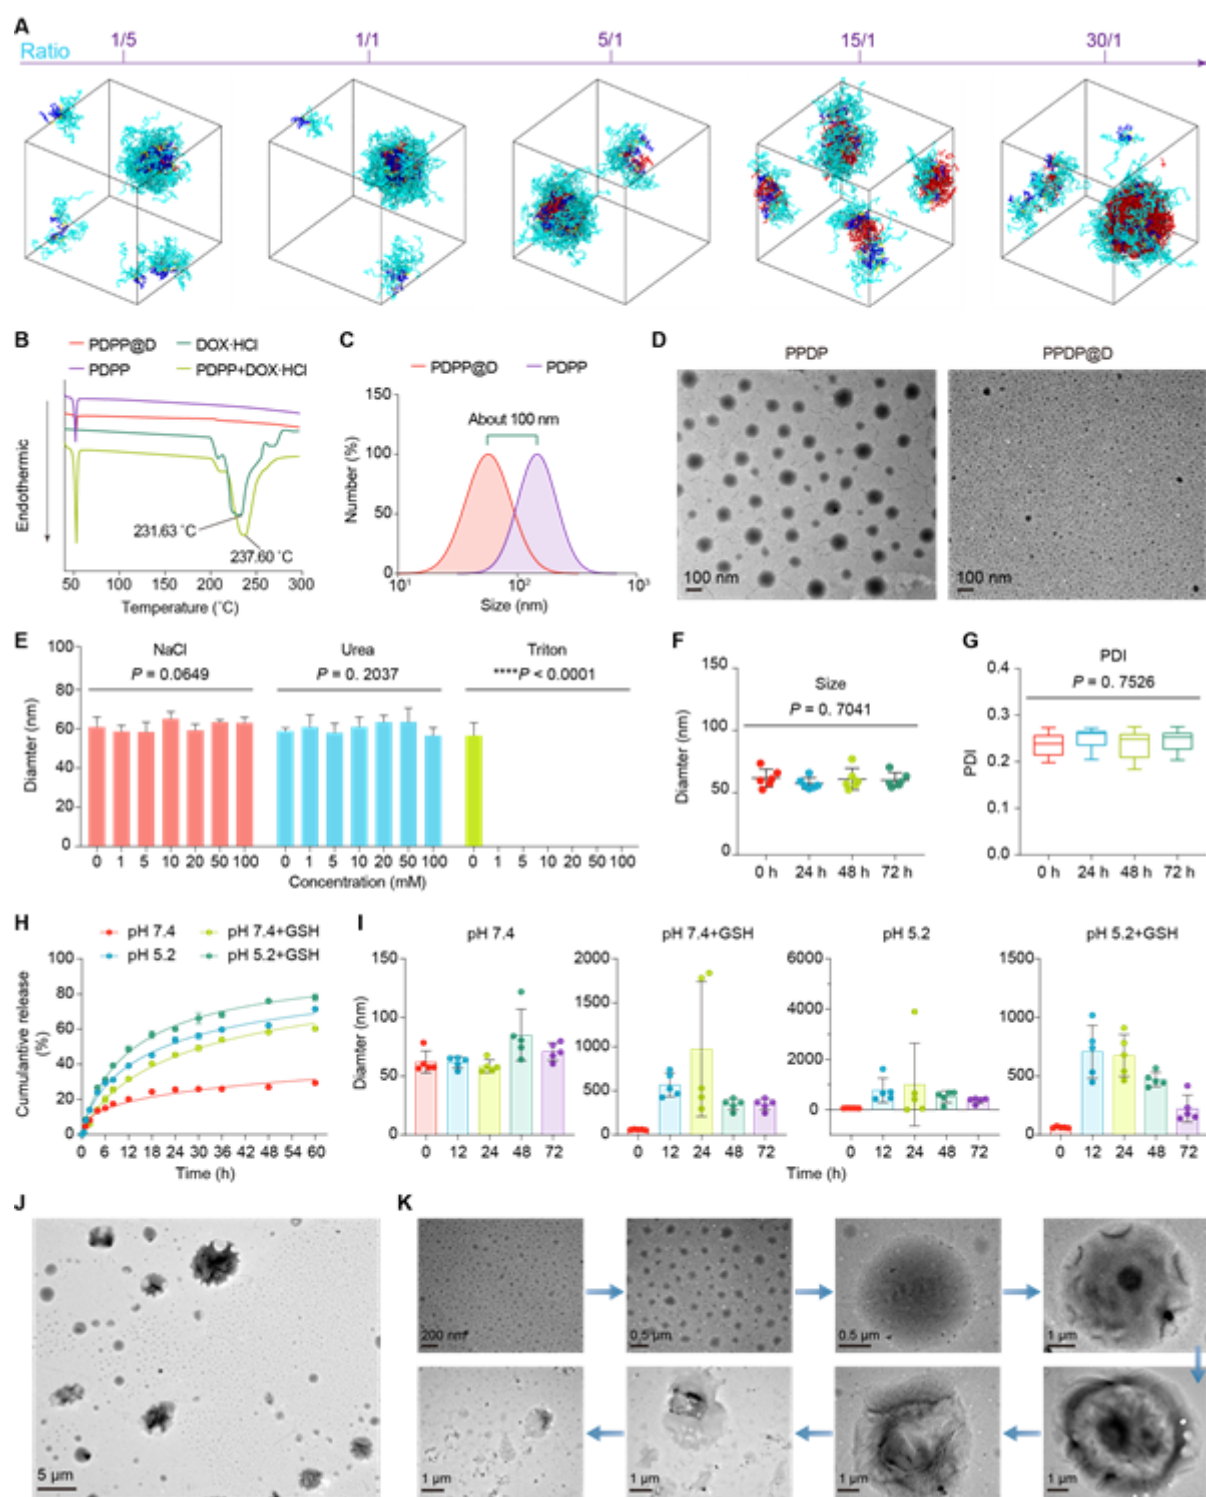 A
Ratio
1/5
1/1
5/1
15/1
30/1
B
PDPP@D
DOX·HCl
PDPP
PDPP+DOX·HCl
Endothermic
231.63 ˚C
237.60 ˚C
50 100 150 200 250 300
Temperature (˚C)
C
PDPP@D
PDPP
About 100 nm
Number (%)
150
100
50
0
10¹ 10² 10³
Size (nm)
D
PPDP
PPDP@D
100 nm
100 nm
E
NaCl
P = 0.0649
Urea
P = 0. 2037
Triton
****P < 0.0001
Diamter (nm)
100
80
60
40
20
0
0 1 5 10 20 50 100
0 1 5 10 20 50 100
0 1 5 10 20 50 100
Concentration (mM)
F
Size
P = 0. 7041
Diamter (nm)
150
100
50
0
0 h 24 h 48 h 72 h
G
PDI
P = 0. 7526
PDI
0.4
0.3
0.2
0.1
0.0
0 h 24 h 48 h 72 h
H
pH 7.4
pH 7.4+GSH
pH 5.2
pH 5.2+GSH
Cumulantive release
(%)
100
80
60
40
20
0
0 6 12 18 24 30 36 42 48 54 60
Time (h)
I
pH 7.4
pH 7.4+GSH
pH 5.2
pH 5.2+GSH
Diamter (nm)
150
100
50
0
0 12 24 48 72
2000
1500
1000
500
0
0 12 24 48 72
6000
4000
2000
0
0 12 24 48 72
1500
1000
500
0
0 12 24 48 72
Time (h)
J
5 µm
K
200 nm
0.5 µm
0.5 µm
1 µm
1 µm
1 µm
1 µm
1 µm